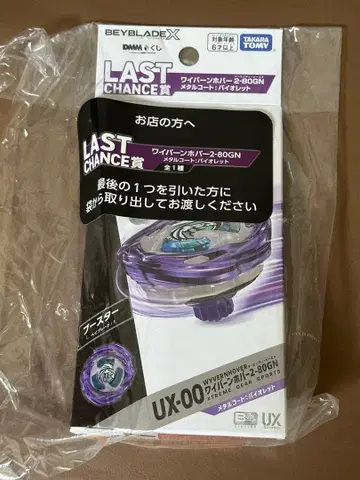 BEYBLADE X
DMMスクラッチくじ
LAST
CHANCE賞
対象年齢
6才以上
TAKARA
TOMY
ワイバーンホバー2-80GN
メタルコート:バイオレット
お店の方へ
LAST
CHANCE賞
ワイバーンホバー2-80GN
メタルコート:バイオレット
全1種
最後の1つを引いた方に
袋から取り出してお渡しください
ブースター
UX-00
WYVERNHOVER
ワイバーンホバー2-80GN
XTREME GEAR SPORTS
メタルコート:バイオレット
UX